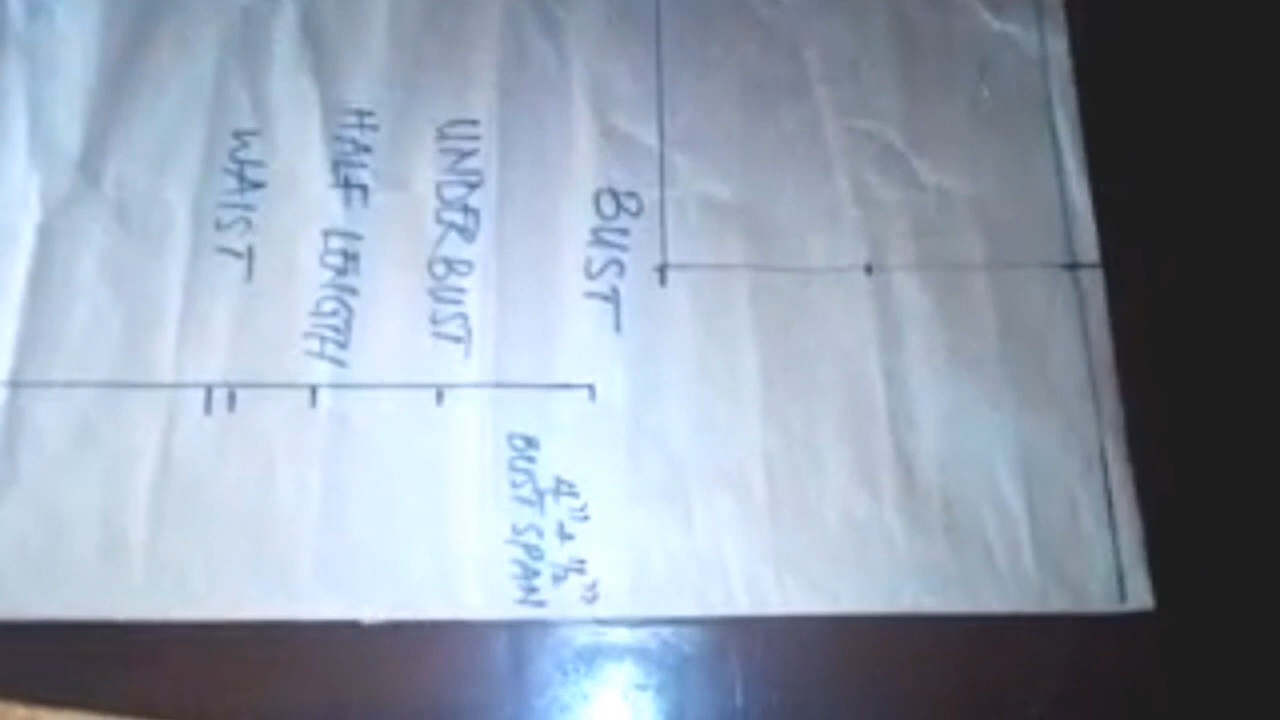 BUST
4" + ½"
BUST SPAN
UNDER BUST
HALF LENGTH
WAIST